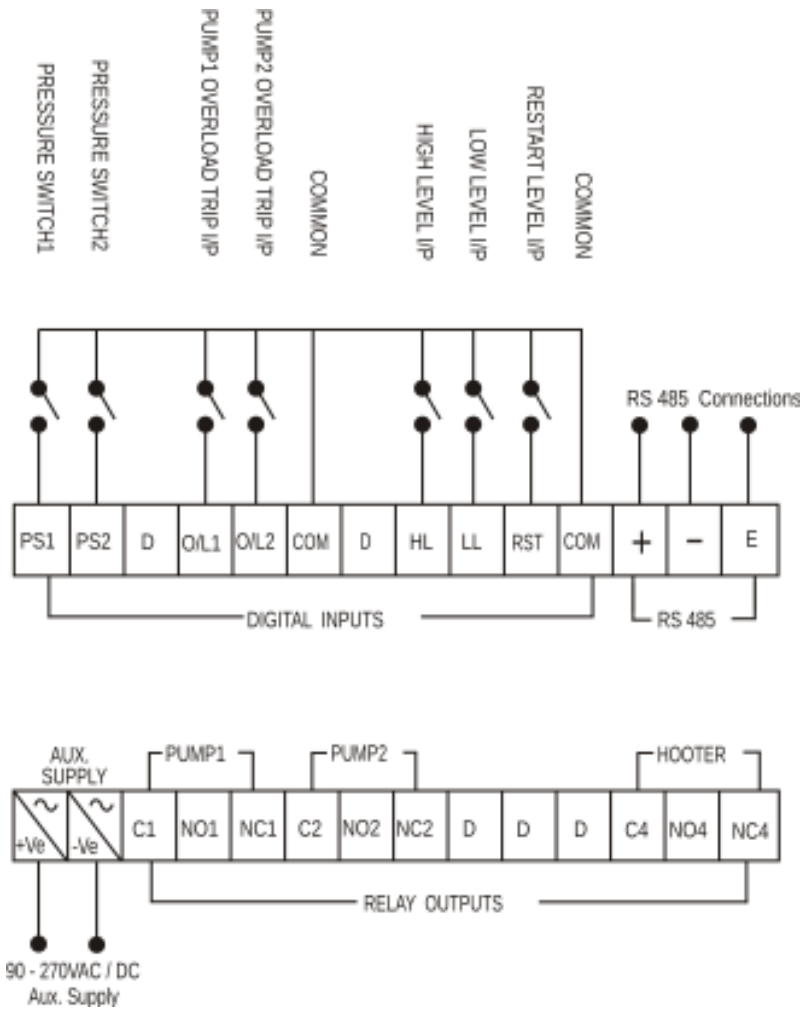 PRESSURE SWITCH1
PRESSURE SWITCH2
PUMP1 OVERLOAD TRIP I/P
PUMP2 OVERLOAD TRIP I/P
COMMON
HIGH LEVEL I/P
LOW LEVEL I/P
RESTART LEVEL I/P
COMMON
RS 485 Connections
PS1 PS2 D O/L1 O/L2 COM D HL LL RST COM + - E
DIGITAL INPUTS
RS 485
AUX.
SUPPLY
PUMP1
PUMP2
HOOTER
+Ve ~ -Ve ~ C1 NO1 NC1 C2 NO2 NC2 D D D C4 NO4 NC4
RELAY OUTPUTS
90 - 270VAC / DC
Aux. Supply